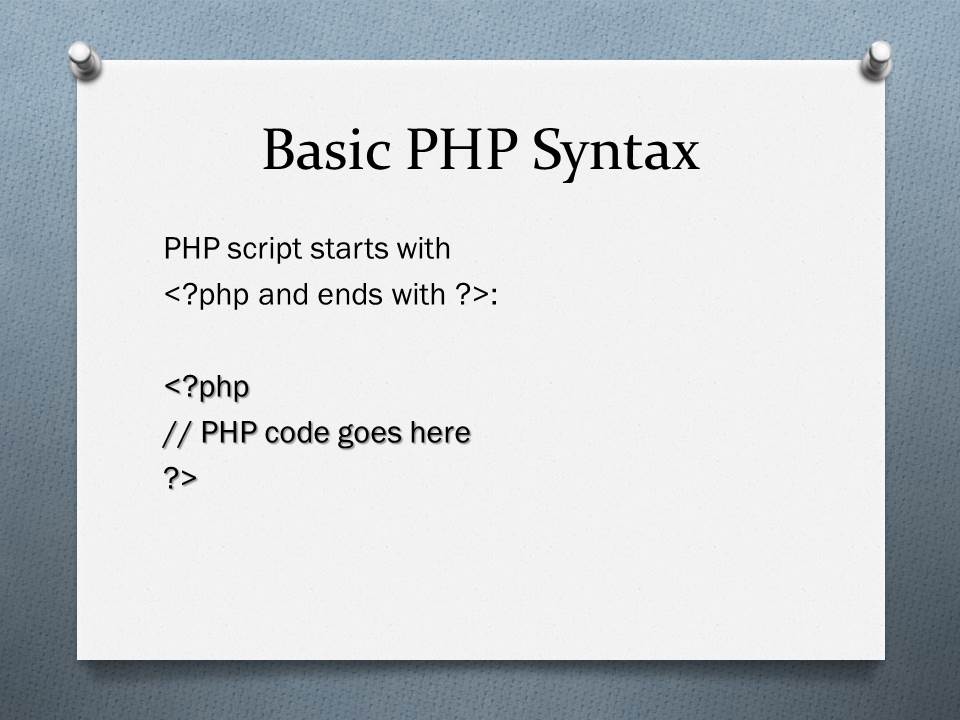 Basic PHP Syntax
PHP script starts with
<?php and ends with ?>:
<?php
// PHP code goes here
?>